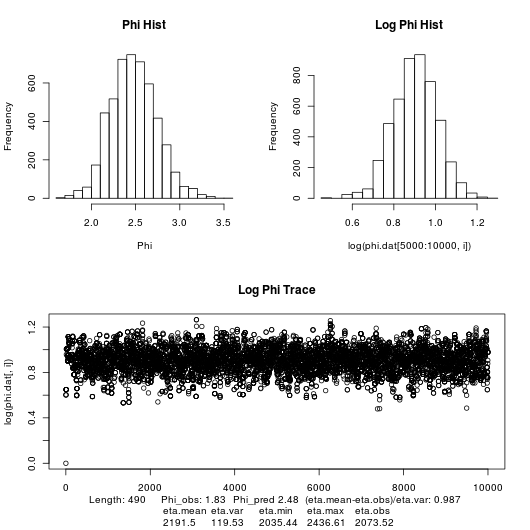 Phi Hist
Log Phi Hist
Frequency
0 200 400 600
2.0 2.5 3.0 3.5
Phi
Frequency
0 200 400 600 800
0.6 0.8 1.0 1.2
log(phi.dat[5000:10000, i])
Log Phi Trace
log(phi.dat[, i])
0.0 0.4 0.8 1.2
0 2000 4000 6000 8000 10000
Length: 490 Phi_obs: 1.83 Phi_pred 2.48 (eta.mean-eta.obs)/eta.var: 0.987
eta.mean eta.var eta.min eta.max eta.obs
2191.5 119.53 2035.44 2436.61 2073.52